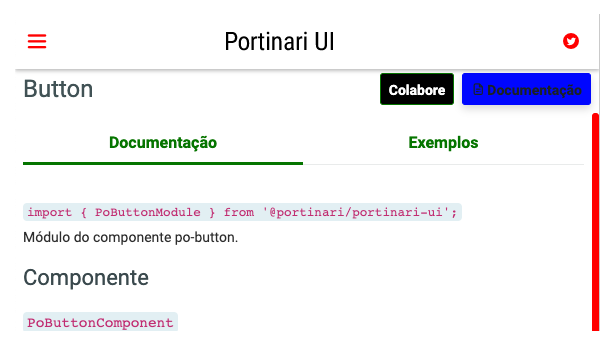 Portinari UI
Button
Colabore
Documentação
Documentação
Exemplos
import { PoButtonModule } from '@portinari/portinari-ui';
Módulo do componente po-button.
Componente
PoButtonComponent